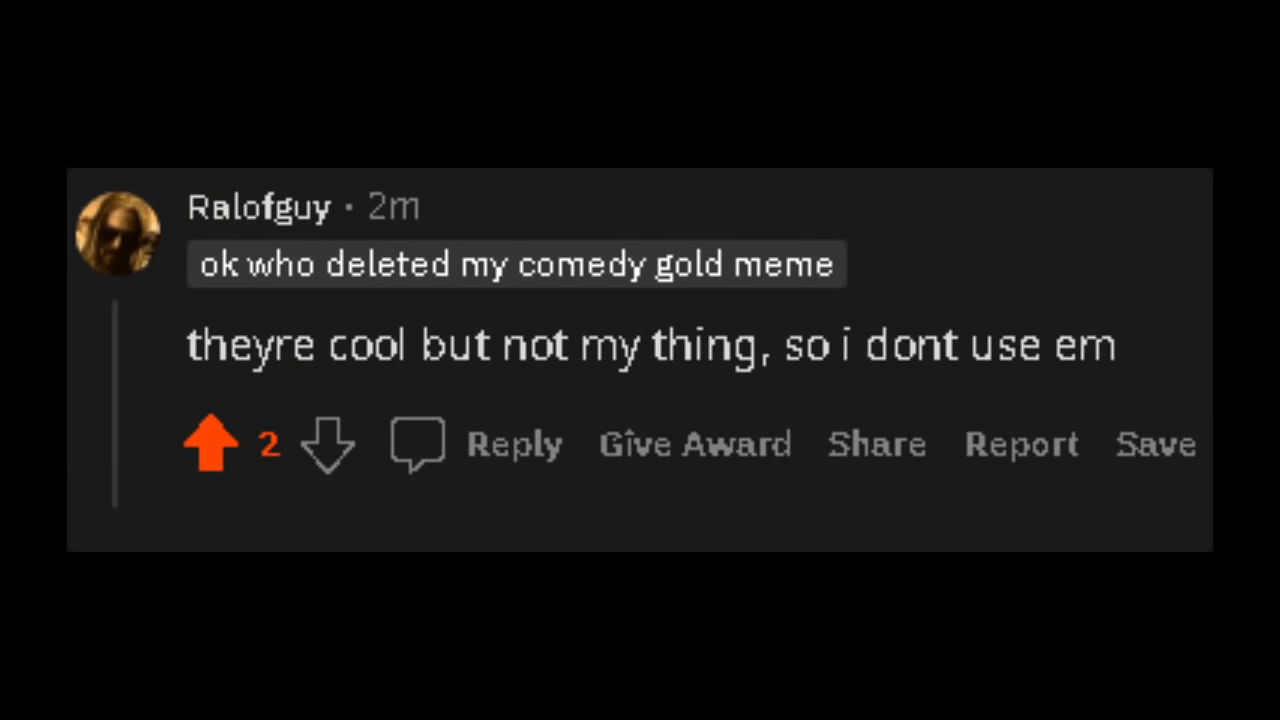 Ralofguy · 2m
ok who deleted my comedy gold meme
theyre cool but not my thing, so i dont use em
2 Reply Give Award Share Report Save